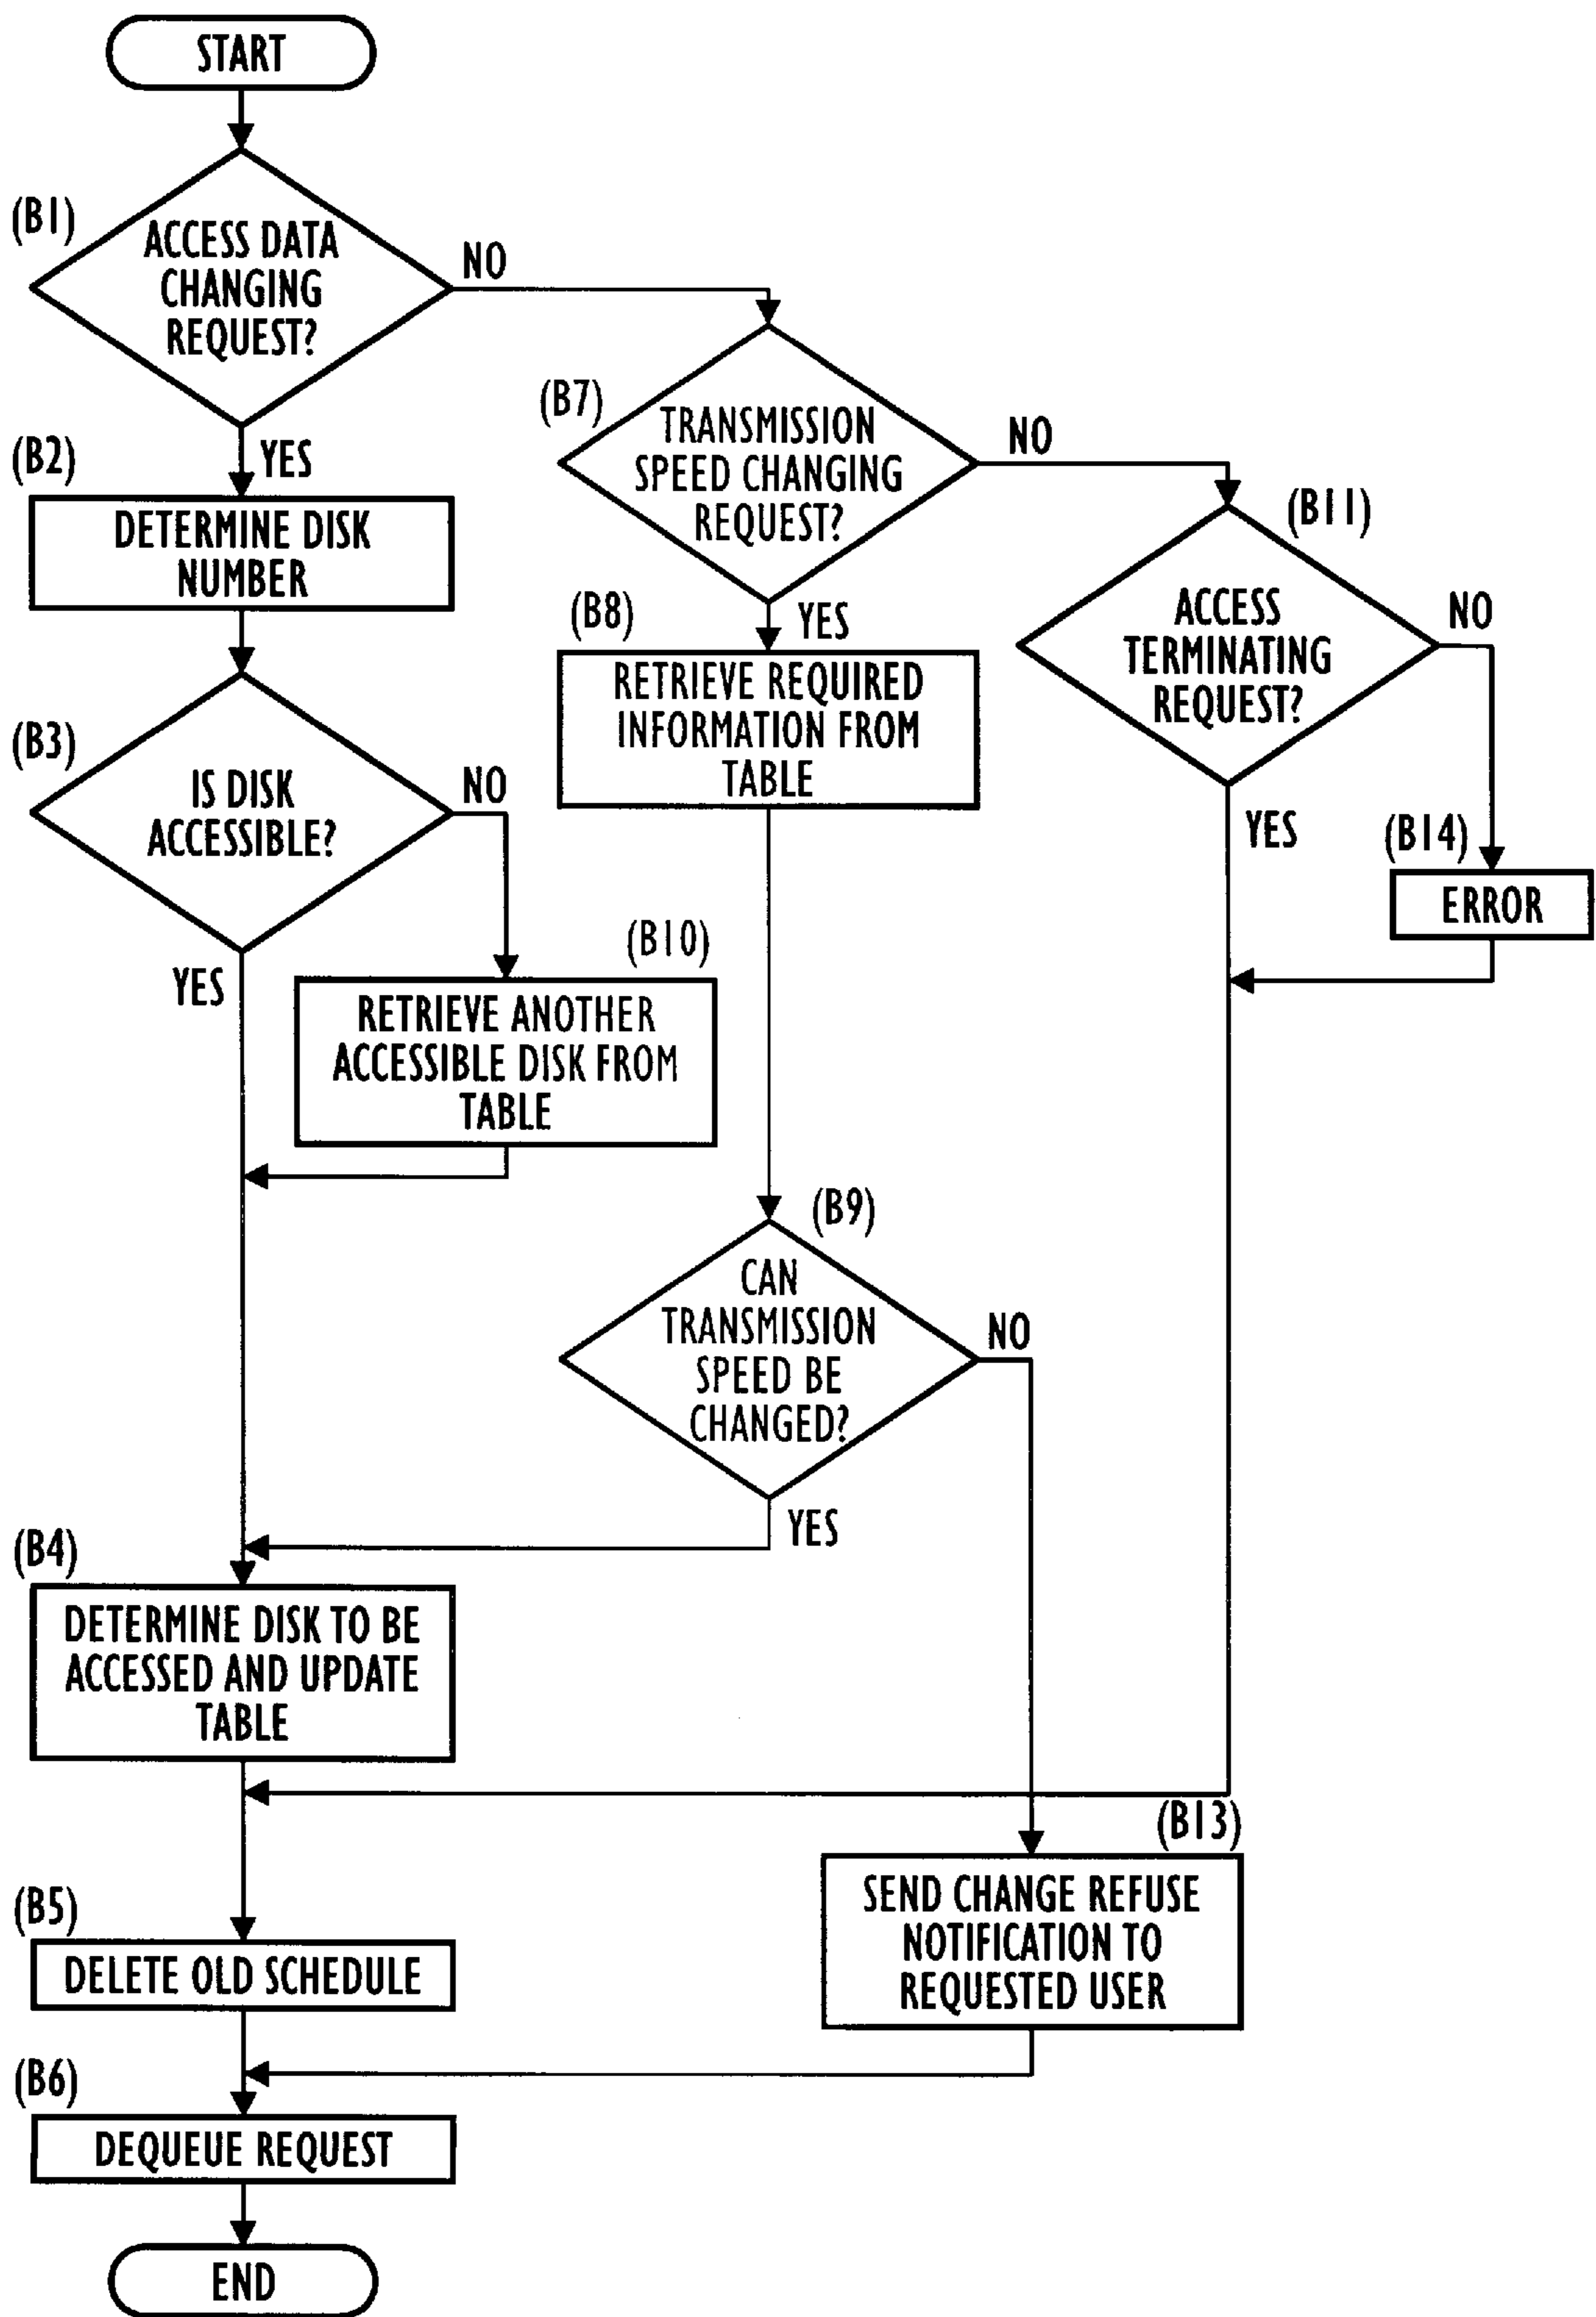 START
(B1)
ACCESS DATA
CHANGING
REQUEST?
NO
YES
(B2)
DETERMINE DISK
NUMBER
(B3)
IS DISK
ACCESSIBLE?
NO
YES
(B10)
RETRIEVE ANOTHER
ACCESSIBLE DISK FROM
TABLE
(B7)
TRANSMISSION
SPEED CHANGING
REQUEST?
NO
YES
(B8)
RETRIEVE REQUIRED
INFORMATION FROM
TABLE
(B11)
ACCESS
TERMINATING
REQUEST?
NO
YES
(B14)
ERROR
(B9)
CAN
TRANSMISSION
SPEED BE
CHANGED?
NO
YES
(B4)
DETERMINE DISK TO BE
ACCESSED AND UPDATE
TABLE
(B13)
SEND CHANGE REFUSE
NOTIFICATION TO
REQUESTED USER
(B5)
DELETE OLD SCHEDULE
(B6)
DEQUEUE REQUEST
END